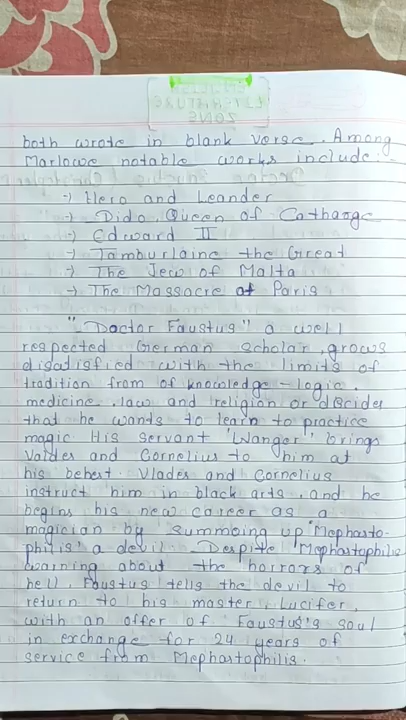 both wrote in blank verse. Among
Marlowe notable works include:-
→ Hero and Leander
→ Dido, Queen of Cathange
→ Edward II
→ Tamburlaine the Great
→ The Jew of Malta
→ The Massacre at Paris
"Doctor Faustus" a well
respected German scholar, grows
disatisfied with the limits of
tradition from of knowledge - logic,
medicine, law and religion or decides
that he wants to learn to practice
magic His servant 'Wanger' brings
Valdes and Cornelius to him at
his behest. Vlades and Cornelius
instruct him in black arts, and he
begins his new career as a
magician by summoing up "Mephasto-
philis' a devil. Despite 'Mephastophilis
warning about the horrors of
hell, Faustus tells the devil to
return to his master, Lucifer,
with an offer of Faustus's soul
in exchange for 24 years of
service from Mephastophilis.